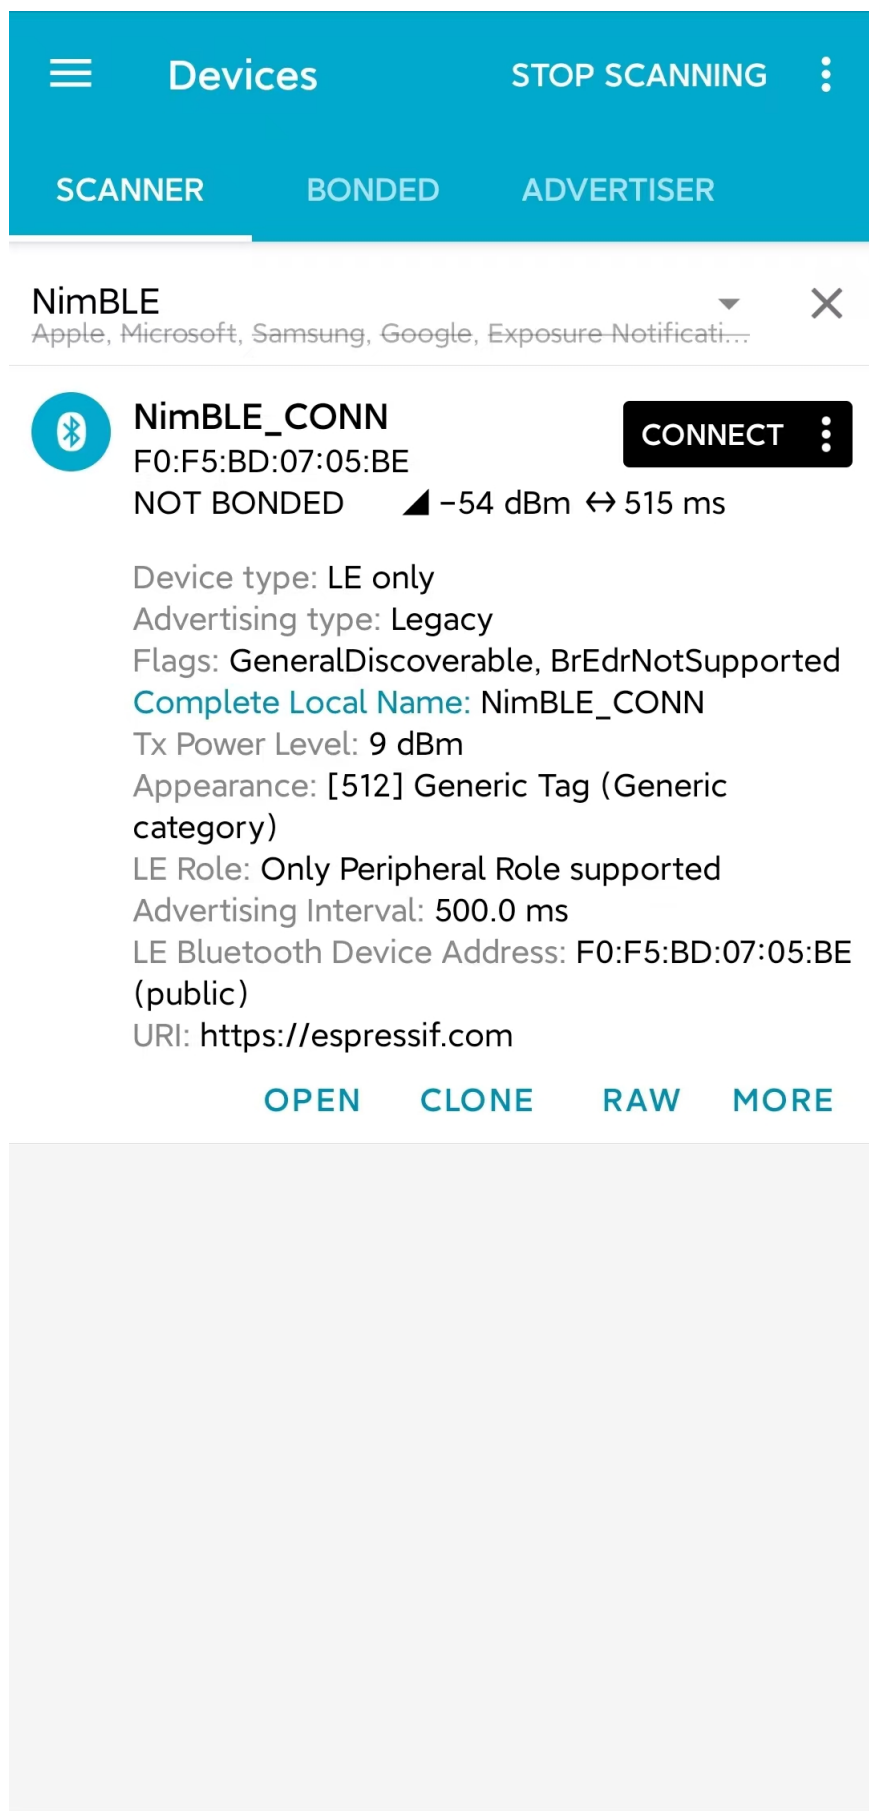 Devices
STOP SCANNING
SCANNER
BONDED
ADVERTISER
NimBLE
Apple, Microsoft, Samsung, Google, Exposure Notificati...
NimBLE_CONN
CONNECT
F0:F5:BD:07:05:BE
NOT BONDED -54 dBm ↔ 515 ms
Device type: LE only
Advertising type: Legacy
Flags: GeneralDiscoverable, BrEdrNotSupported
Complete Local Name: NimBLE_CONN
Tx Power Level: 9 dBm
Appearance: [512] Generic Tag (Generic
category)
LE Role: Only Peripheral Role supported
Advertising Interval: 500.0 ms
LE Bluetooth Device Address: F0:F5:BD:07:05:BE
(public)
URI: https://espressif.com
OPEN
CLONE
RAW
MORE